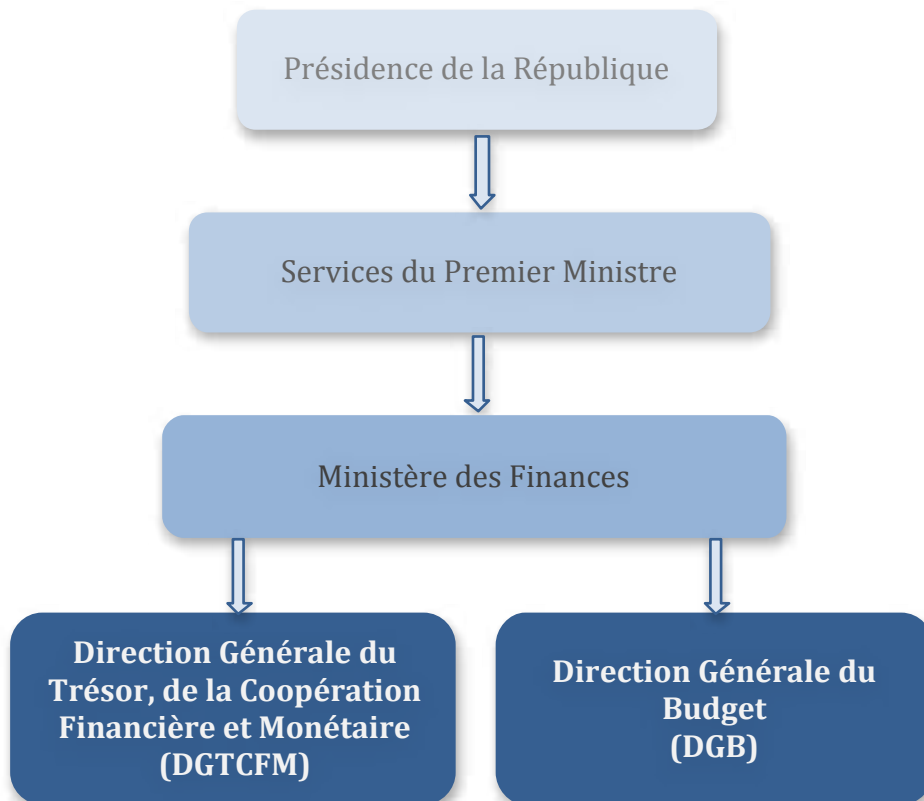 Présidence de la République
Services du Premier Ministre
Ministère des Finances
Direction Générale du
Trésor, de la Coopération
Financière et Monétaire
(DGTCFM)
Direction Générale du
Budget
(DGB)